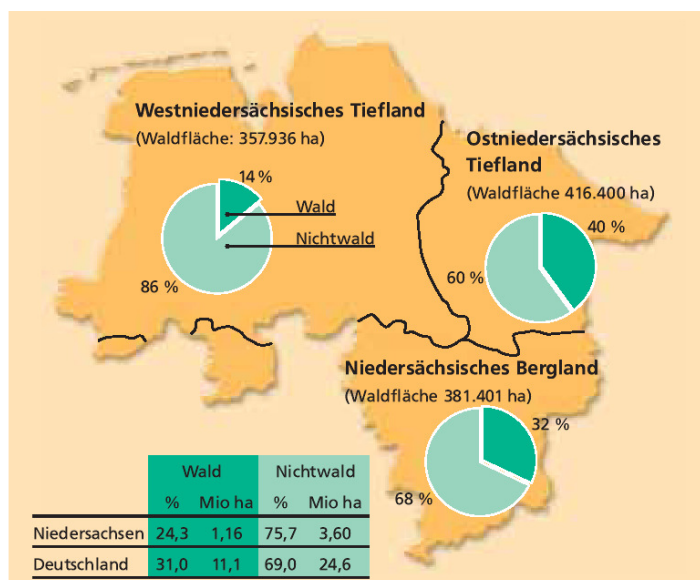 Westniedersächsisches Tiefland
(Waldfläche: 357.936 ha)
14 %
Wald
Nichtwald
86 %
Ostniedersächsisches
Tiefland
(Waldfläche 416.400 ha)
40 %
60 %
Niedersächsisches Bergland
(Waldfläche 381.401 ha)
32 %
68 %
Wald Nichtwald
% Mio ha % Mio ha
Niedersachsen 24,3 1,16 75,7 3,60
Deutschland 31,0 11,1 69,0 24,6